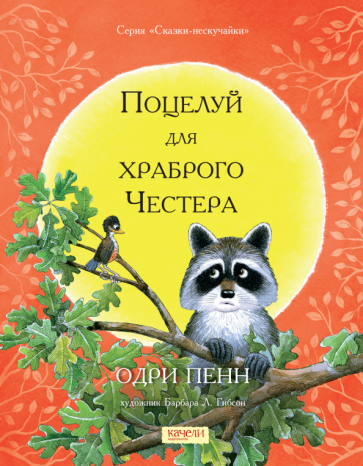 Серия «Сказки-нескучайки»
Поцелуй
для
храброго
Честера
ОДРИ ПЕНН
художник Барбара Л. Гибсон
качели